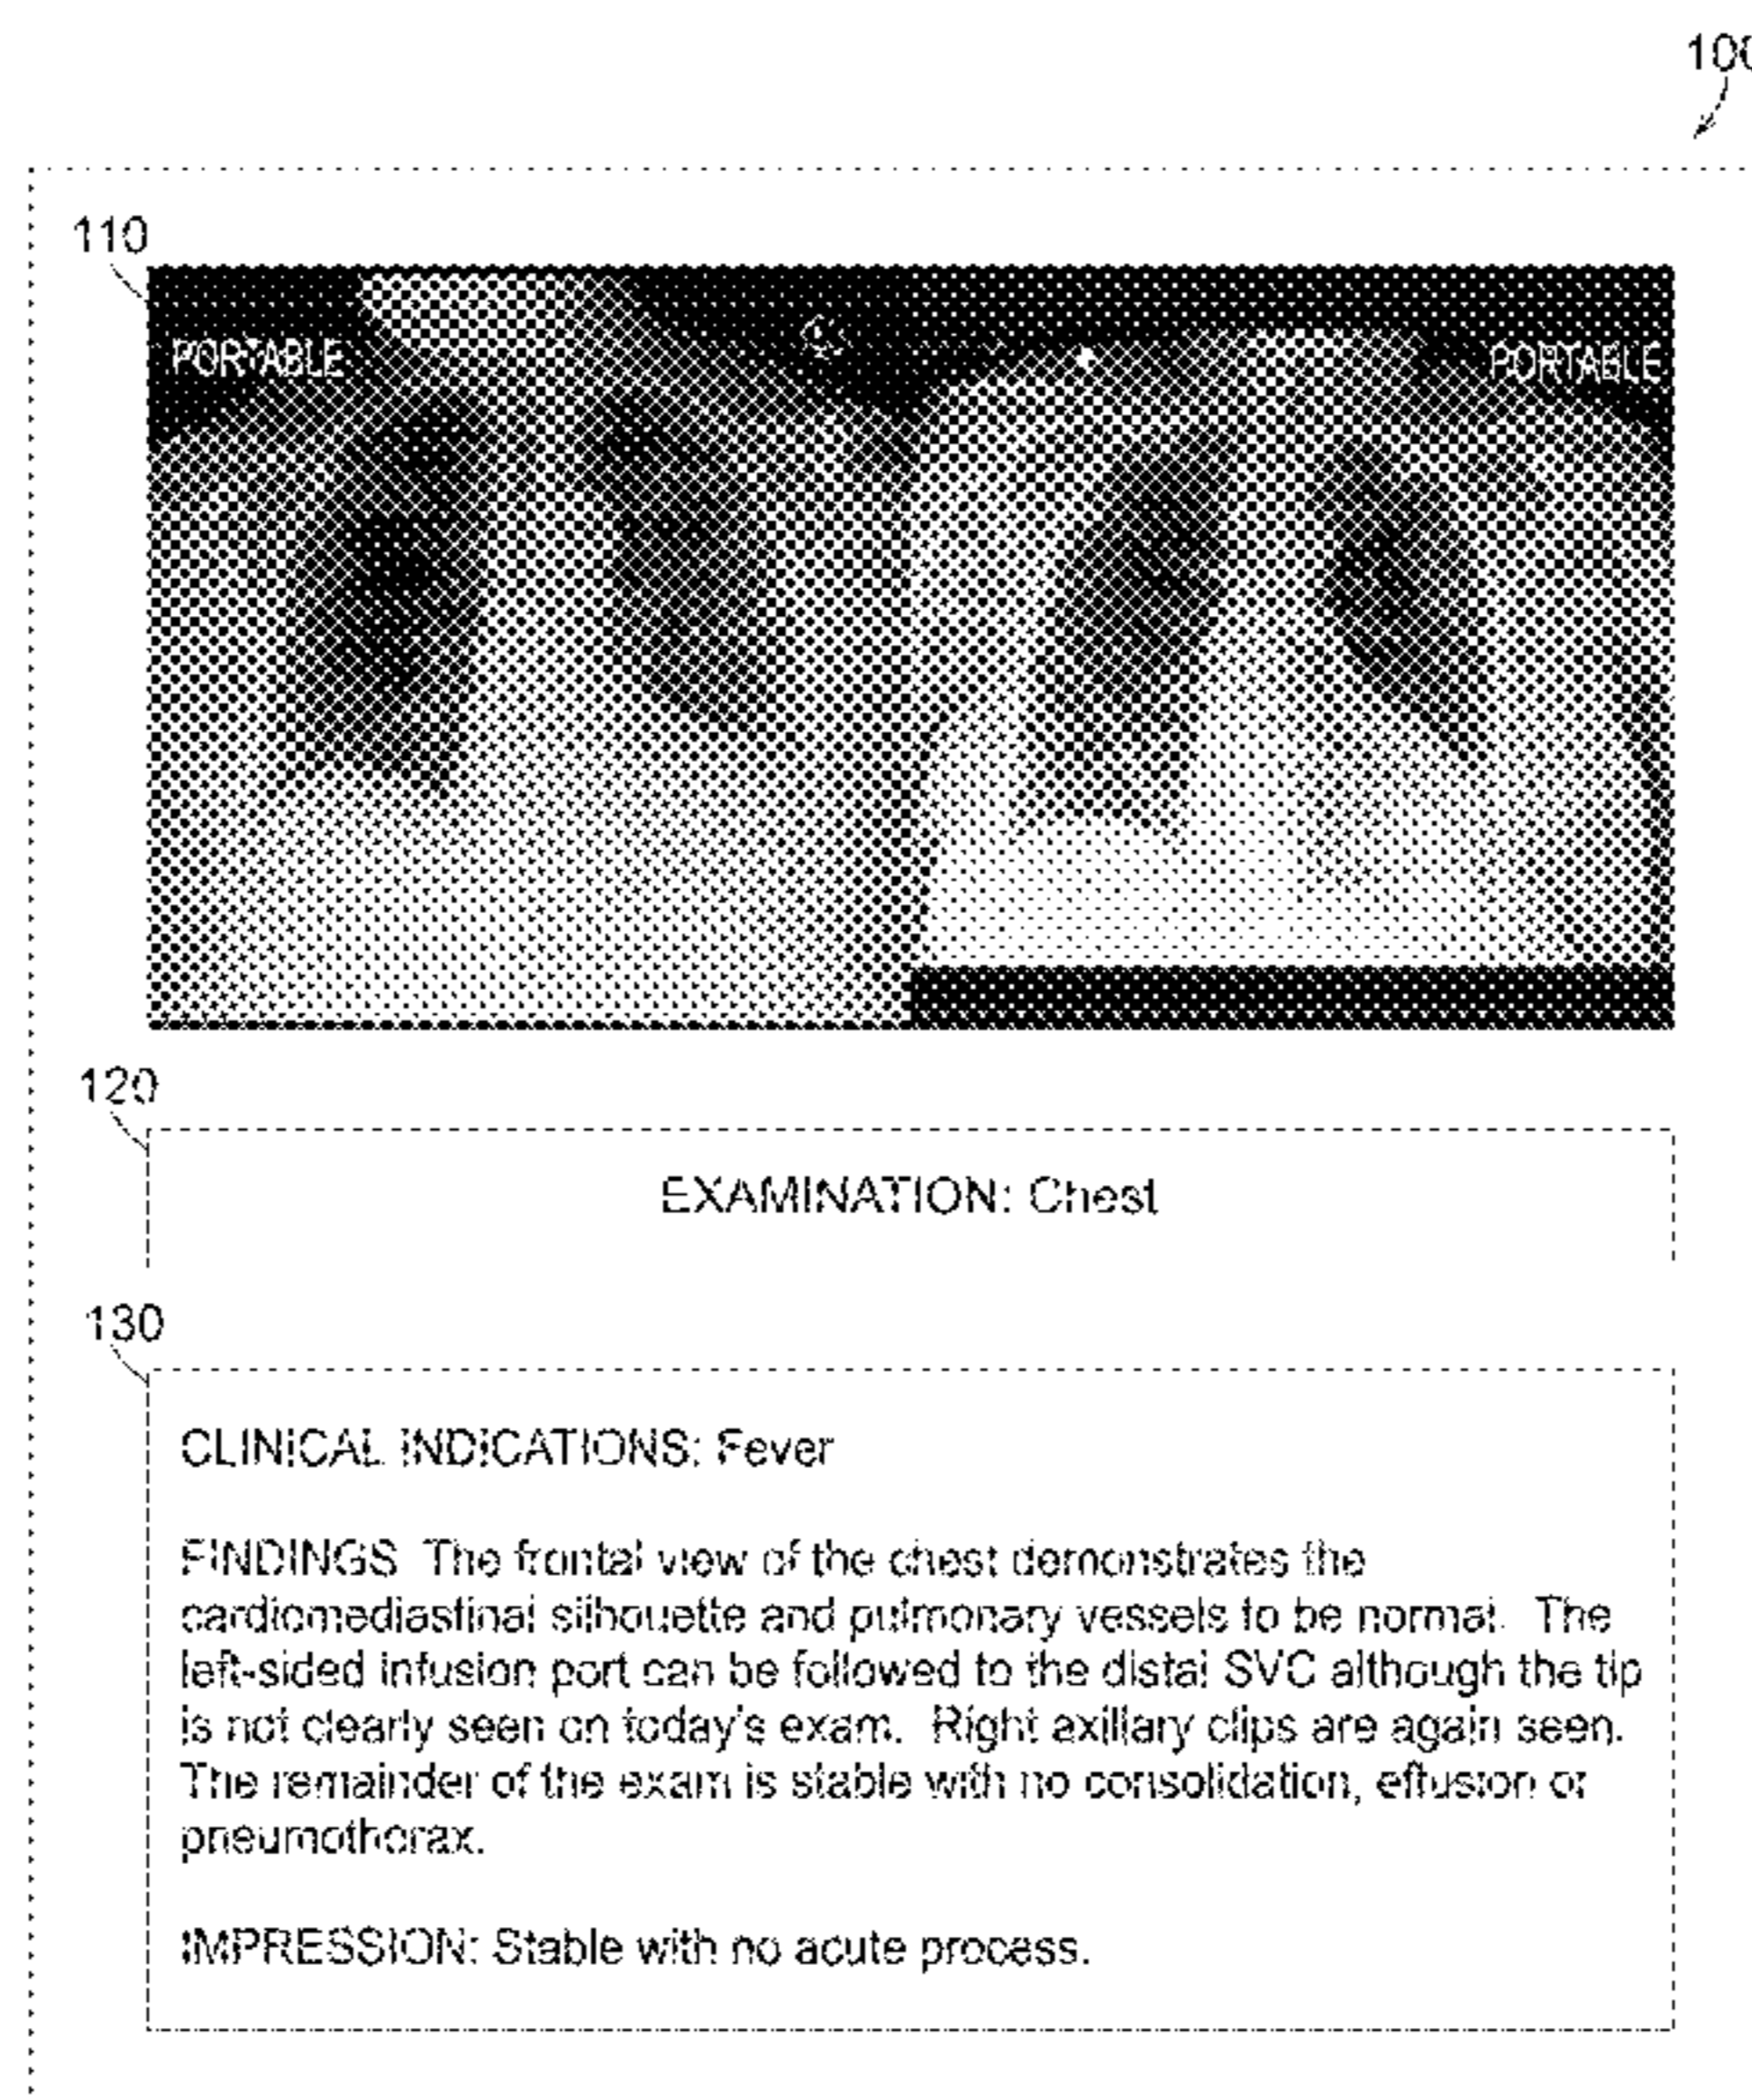 100
110
PORTABLE
PORTABLE
120
EXAMINATION: Chest
130
CLINICAL INDICATIONS: Fever
FINDINGS The frontal view of the chest demonstrates the
cardiomediastinal silhouette and pulmonary vessels to be normal. The
left-sided infusion port can be followed to the distal SVC although the tip
is not clearly seen on today's exam. Right axillary clips are again seen.
The remainder of the exam is stable with no consolidation, effusion or
pneumothorax.
IMPRESSION: Stable with no acute process.